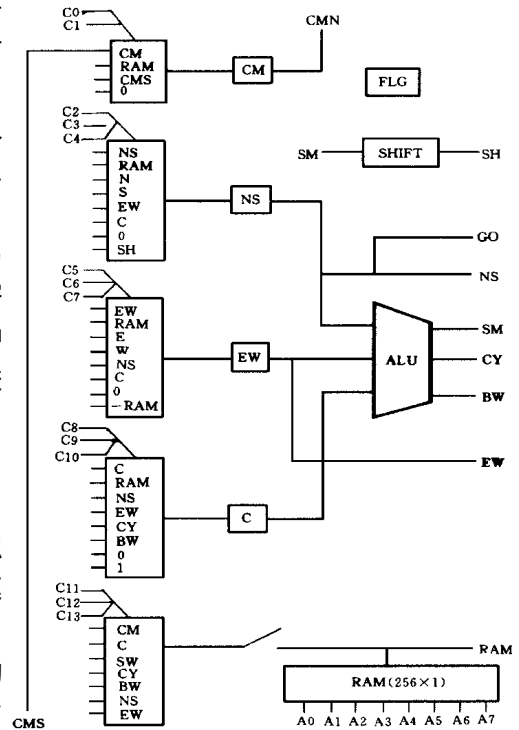 C0
C1
CMN
CM
RAM
CMS
0
CM
FLG
C2
C3
C4
NS
RAM
N
S
EW
C
0
SH
NS
SM
SHIFT
SH
GO
NS
C5
C6
C7
EW
RAM
E
W
NS
C
0
-RAM
EW
ALU
SM
CY
BW
EW
C8
C9
C10
C
RAM
NS
EW
CY
BW
0
1
C
C11
C12
C13
CM
C
SW
CY
BW
NS
EW
RAM
RAM(256×1)
A0 A1 A2 A3 A4 A5 A6 A7
CMS